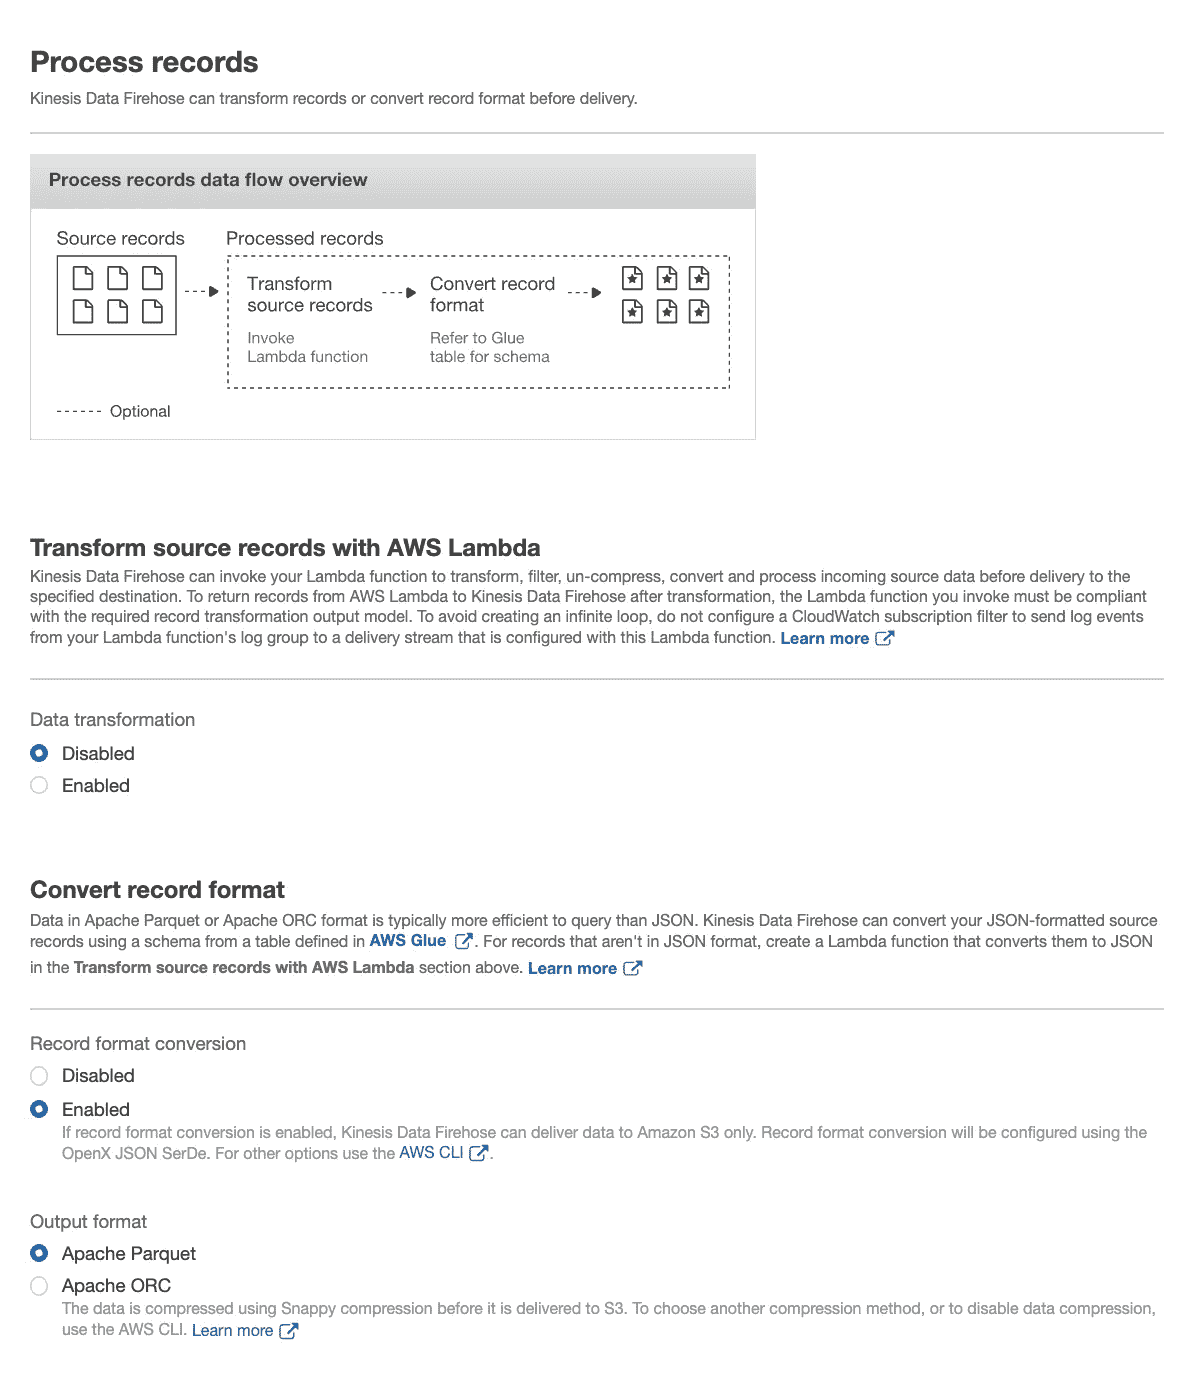 Process records
Kinesis Data Firehose can transform records or convert record format before delivery.
Process records data flow overview
Source records
Processed records
Transform
source records
Invoke
Lambda function
Convert record
format
Refer to Glue
table for schema
Optional
Transform source records with AWS Lambda
Kinesis Data Firehose can invoke your Lambda function to transform, filter, un-compress, convert and process incoming source data before delivery to the
specified destination. To return records from AWS Lambda to Kinesis Data Firehose after transformation, the Lambda function you invoke must be compliant
with the required record transformation output model. To avoid creating an infinite loop, do not configure a CloudWatch subscription filter to send log events
from your Lambda function's log group to a delivery stream that is configured with this Lambda function. Learn more
Data transformation
Disabled
Enabled
Convert record format
Data in Apache Parquet or Apache ORC format is typically more efficient to query than JSON. Kinesis Data Firehose can convert your JSON-formatted source
records using a schema from a table defined in AWS Glue . For records that aren't in JSON format, create a Lambda function that converts them to JSON
in the Transform source records with AWS Lambda section above. Learn more
Record format conversion
Disabled
Enabled
If record format conversion is enabled, Kinesis Data Firehose can deliver data to Amazon S3 only. Record format conversion will be configured using the
OpenX JSON SerDe. For other options use the AWS CLI .
Output format
Apache Parquet
Apache ORC
The data is compressed using Snappy compression before it is delivered to S3. To choose another compression method, or to disable data compression,
use the AWS CLI. Learn more